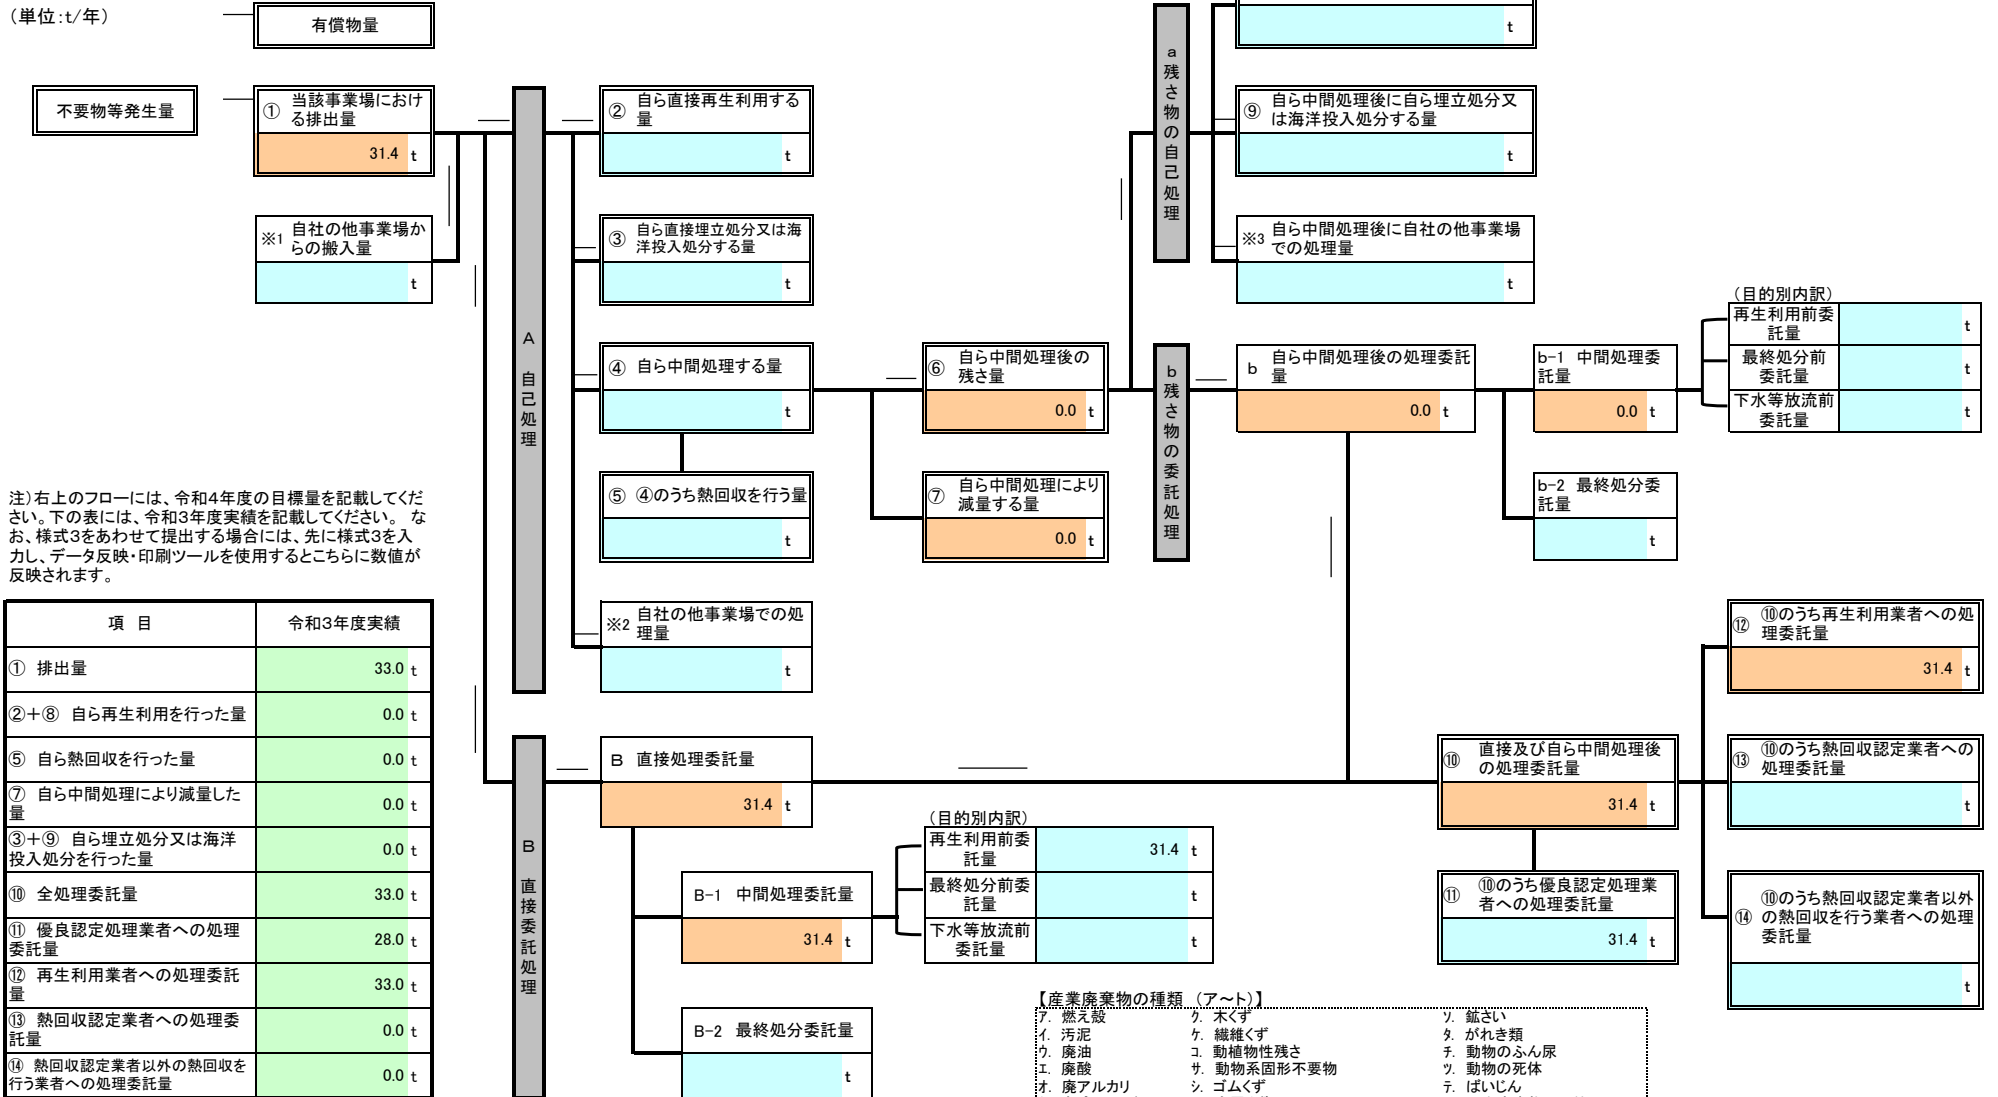 （単位:t/年）
有償物量
t
不要物等発生量
① 当該事業場におけ
る排出量
31.4 t
※1 自社の他事業場か
らの搬入量
t
A 自己処理
② 自ら直接再生利用する
量
t
③ 自ら直接埋立処分又は海
洋投入処分する量
t
④ 自ら中間処理する量
t
⑤ ④のうち熱回収を行う量
t
※2 自社の他事業場での処
理量
t
⑥ 自ら中間処理後の
残さ量
0.0 t
⑦ 自ら中間処理により
減量する量
0.0 t
a 残さ物の自己処理
⑨ 自ら中間処理後に自ら埋立処分又
は海洋投入処分する量
t
※3 自ら中間処理後に自社の他事業場
での処理量
t
b 残さ物の委託処理
b 自ら中間処理後の処理委託
量
0.0 t
b-1 中間処理委
託量
0.0 t
b-2 最終処分委
託量
t
（目的別内訳）
再生利用前委
託量
t
最終処分前
委託量
t
下水等放流前
委託量
t
注）右上のフローには、令和4年度の目標量を記載してくだ
さい。下の表には、令和3年度実績を記載してください。 な
お、様式3をあわせて提出する場合には、先に様式3を入
力し、データ反映・印刷ツールを使用するとこちらに数値が
反映されます。
項 目 令和3年度実績
① 排出量 33.0 t
②＋⑧ 自ら再生利用を行った量 0.0 t
⑤ 自ら熱回収を行った量 0.0 t
⑦ 自ら中間処理により減量した
量 0.0 t
③＋⑨ 自ら埋立処分又は海洋
投入処分を行った量 0.0 t
⑩ 全処理委託量 33.0 t
⑪ 優良認定処理業者への処理
委託量 28.0 t
⑫ 再生利用業者への処理委託
量 33.0 t
⑬ 熱回収認定業者への処理委
託量 0.0 t
⑭ 熱回収認定業者以外の熱回収を
行う業者への処理委託量 0.0 t
B 直接委託処理
B 直接処理委託量
31.4 t
B-1 中間処理委託量
31.4 t
B-2 最終処分委託量
t
（目的別内訳）
再生利用前委
託量
31.4 t
最終処分前委
託量
t
下水等放流前
委託量
t
⑩ 直接及び自ら中間処理後
の処理委託量
31.4 t
⑪ ⑩のうち優良認定処理業
者への処理委託量
31.4 t
⑫ ⑩のうち再生利用業者への処
理委託量
31.4 t
⑬ ⑩のうち熱回収認定業者への
処理委託量
t
⑭ ⑩のうち熱回収認定業者以外
の熱回収を行う業者への処理
委託量
t
【産業廃棄物の種類 （ア～ト）】
ア. 燃え殻 ク. 木くず ソ. 鉱さい
イ. 汚泥 ケ. 繊維くず タ. がれき類
ウ. 廃油 コ. 動植物性残さ チ. 動物のふん尿
エ. 廃酸 サ. 動物系固形不要物 ツ. 動物の死体
オ. 廃アルカリ シ. ゴムくず テ. ばいじん